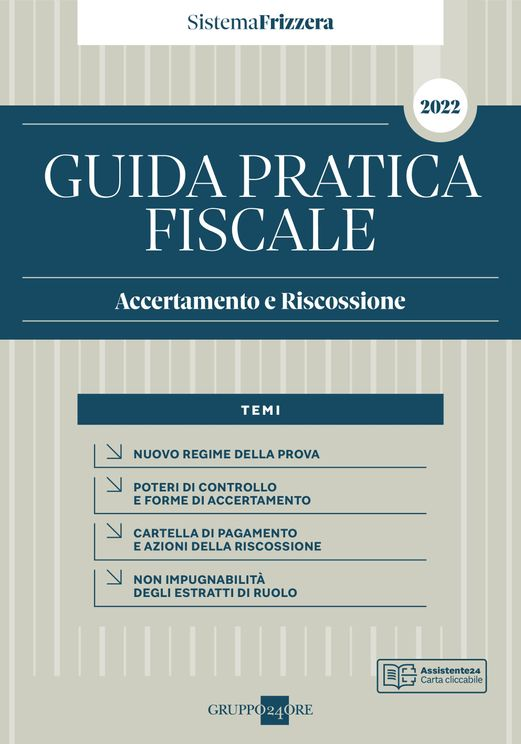 SistemaFrizzera
2022
GUIDA PRATICA
FISCALE
Accertamento e Riscossione
TEMI
NUOVO REGIME DELLA PROVA
POTERI DI CONTROLLO
E FORME DI ACCERTAMENTO
CARTELLA DI PAGAMENTO
E AZIONI DELLA RISCOSSIONE
NON IMPUGNABILITÀ
DEGLI ESTRATTI DI RUOLO
Assistente24
Carta cliccabile
GRUPPO24ORE